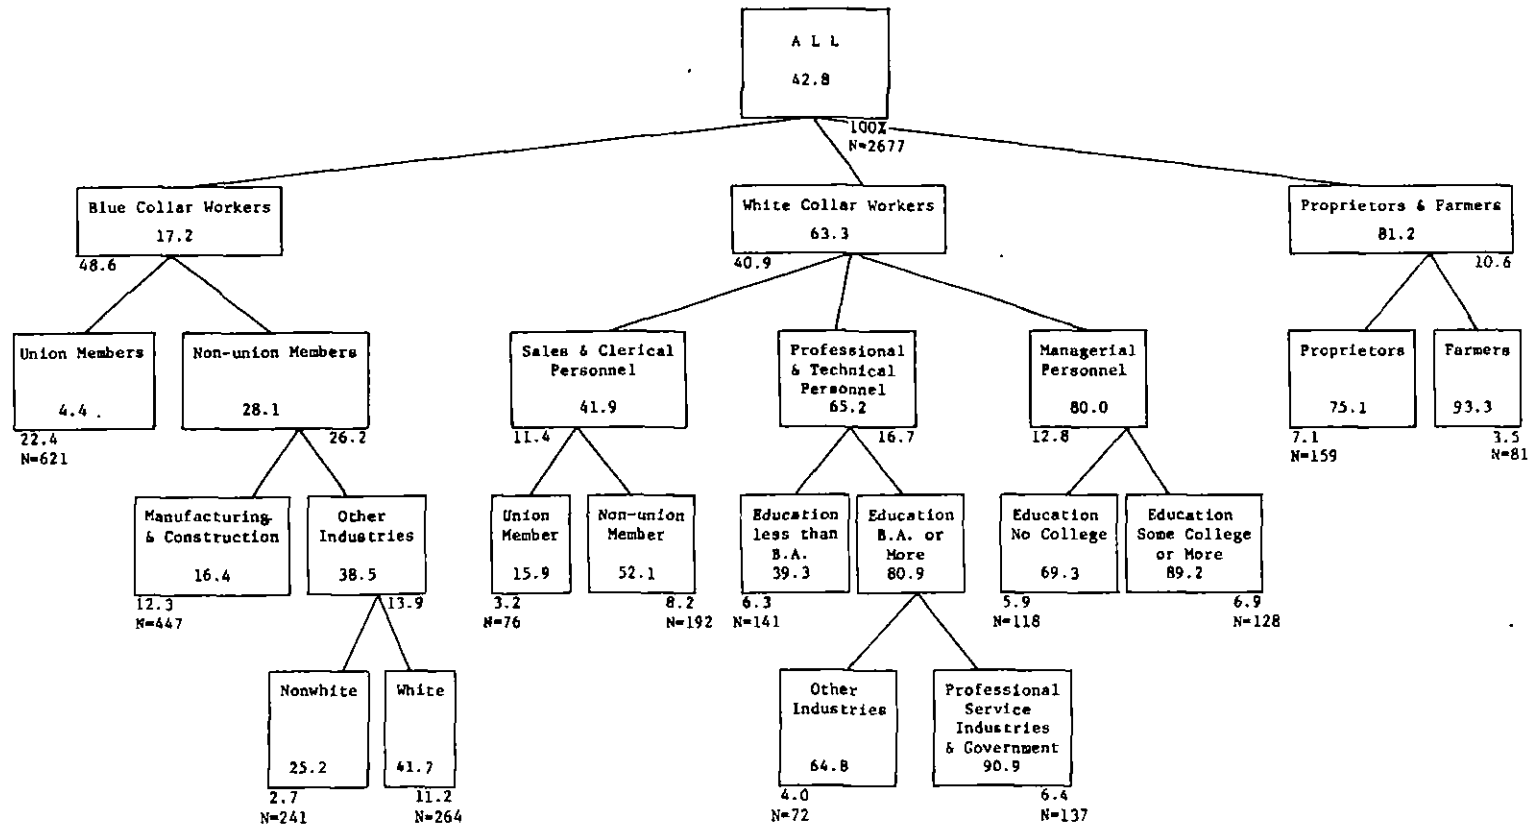 A L L
42.8
100%
N=2677
Blue Collar Workers
17.2
48.6
White Collar Workers
63.3
40.9
Proprietors & Farmers
81.2
10.6
Union Members
4.4
22.4
N=621
Non-union Members
28.1
26.2
Sales & Clerical
Personnel
41.9
11.4
Professional
& Technical
Personnel
65.2
16.7
Managerial
Personnel
80.0
12.8
Proprietors
75.1
7.1
N=159
Farmers
93.3
3.5
N=81
Manufacturing
& Construction
16.4
12.3
N=447
Other
Industries
38.5
13.9
Union
Member
15.9
3.2
N=76
Non-union
Member
52.1
8.2
N=192
Education
less than
B.A.
39.3
6.3
N=141
Education
B.A. or
More
80.9
Education
No College
69.3
5.9
N=118
Education
Some College
or More
89.2
6.9
N=128
Nonwhite
25.2
2.7
N=241
White
41.7
11.2
N=264
Other
Industries
64.8
4.0
N=72
Professional
Service
Industries
& Government
90.9
6.4
N=137